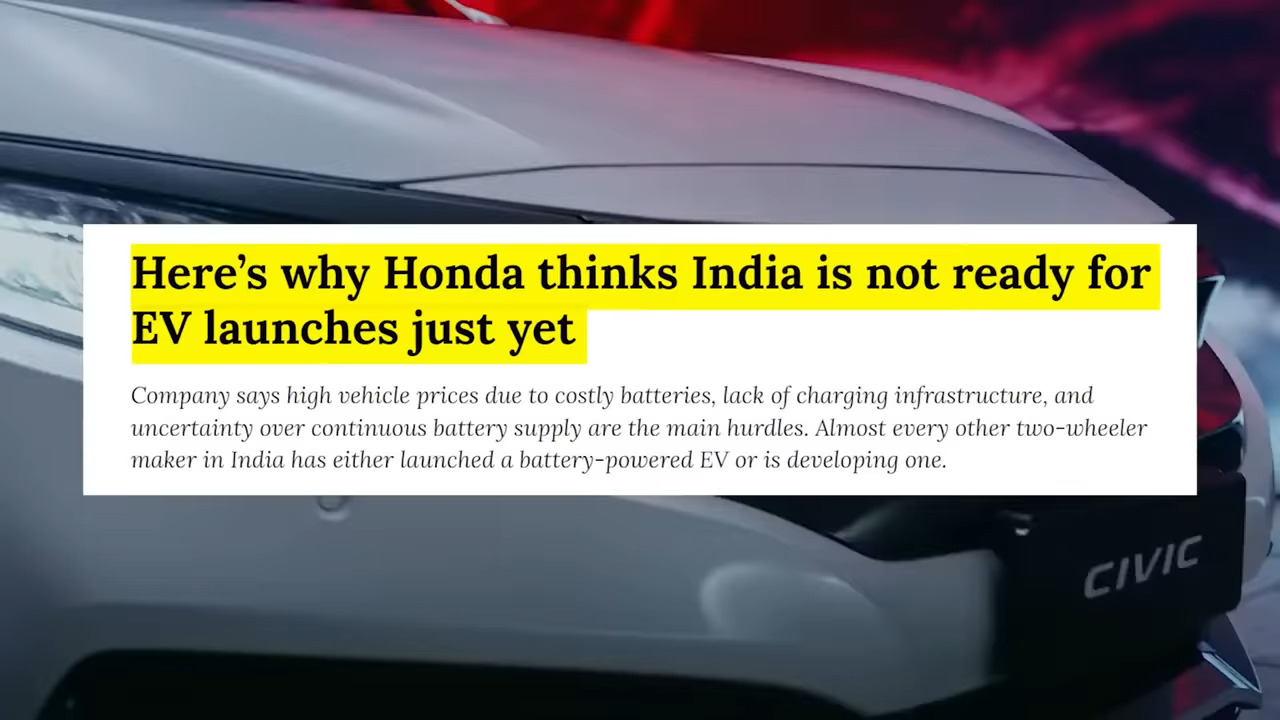 Here’s why Honda thinks India is not ready for
EV launches just yet
Company says high vehicle prices due to costly batteries, lack of charging infrastructure, and
uncertainty over continuous battery supply are the main hurdles. Almost every other two-wheeler
maker in India has either launched a battery-powered EV or is developing one.
CIVIC